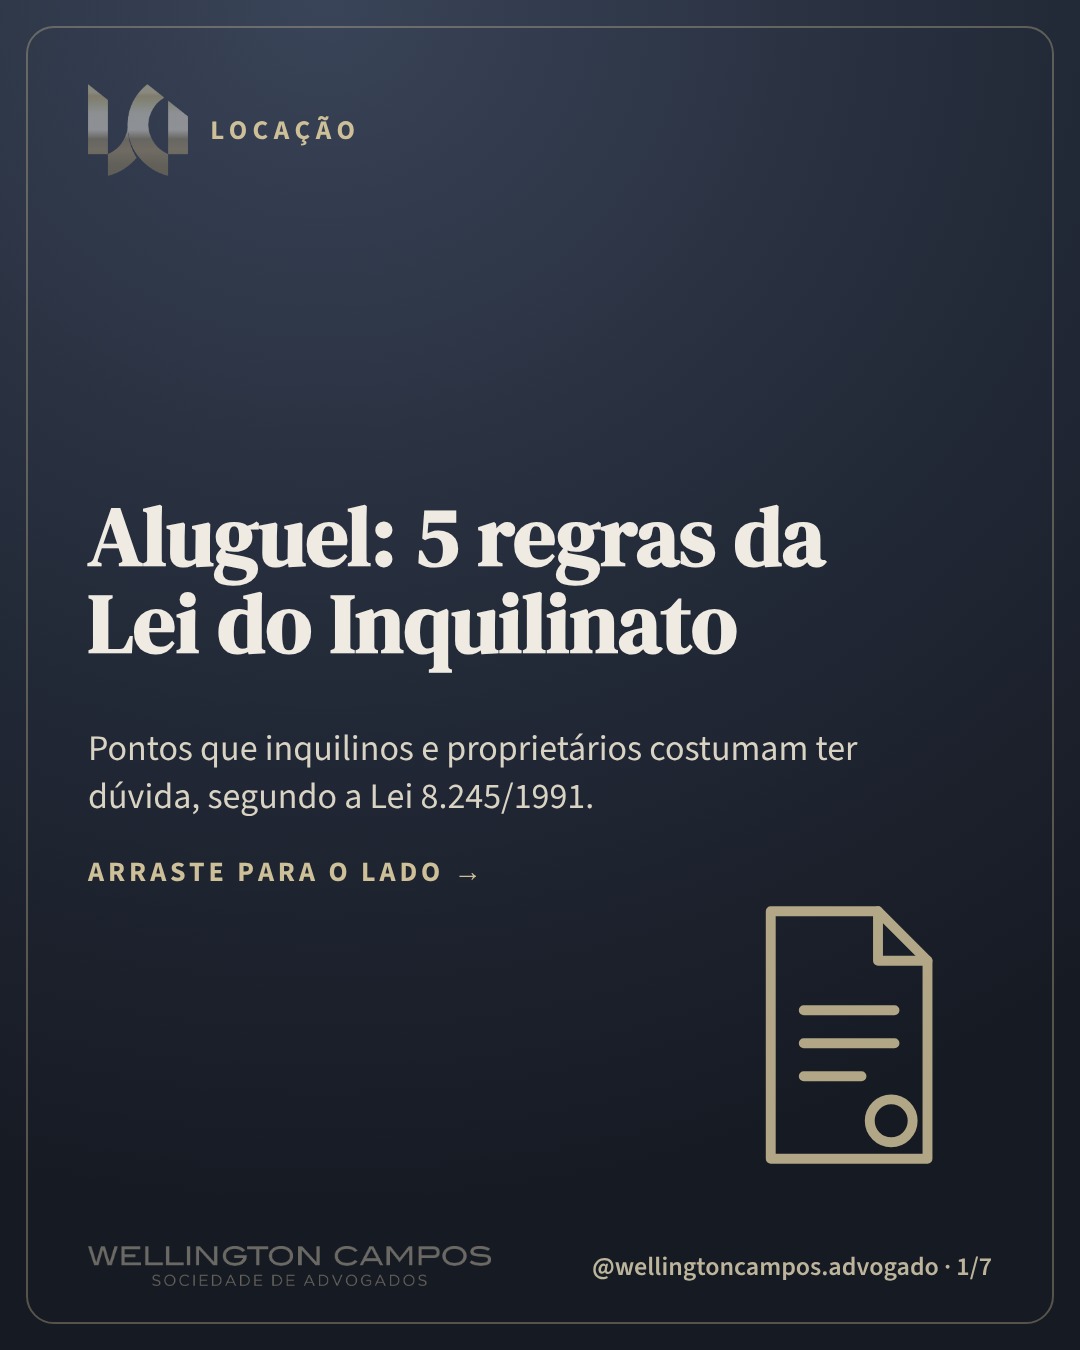 LOCAÇÃO
Aluguel: 5 regras da
Lei do Inquilinato
Pontos que inquilinos e proprietários costumam ter
dúvida, segundo a Lei 8.245/1991.
ARRASTE PARA O LADO →
WELLINGTON CAMPOS
SOCIEDADE DE ADVOGADOS
@wellingtoncampos.advogado · 1/7